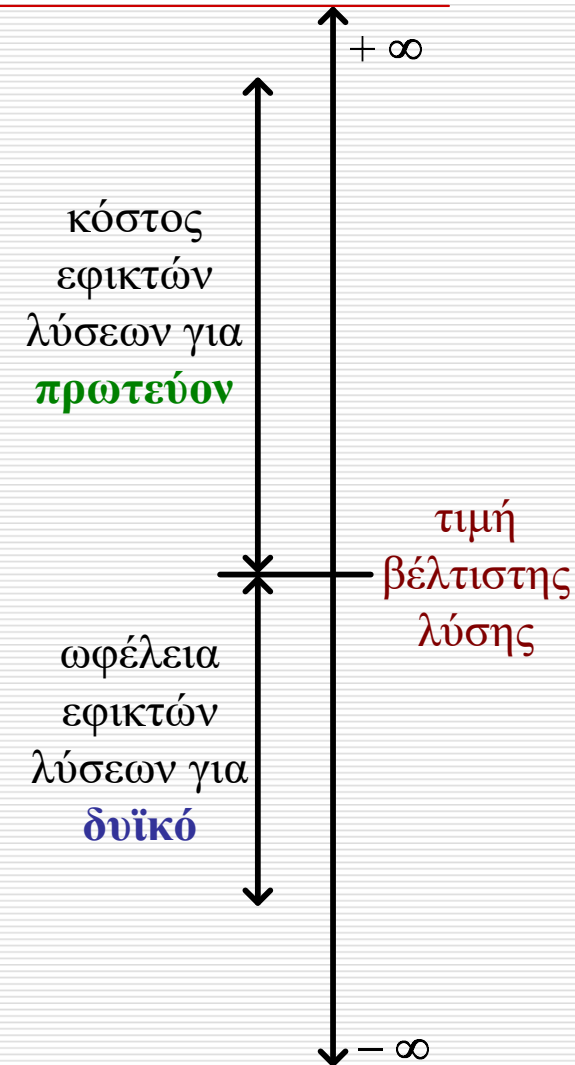 + ∞
κόστος
εφικτών
λύσεων για
πρωτεύον
τιμή
βέλτιστης
λύσης
ωφέλεια
εφικτών
λύσεων για
δυϊκό
− ∞